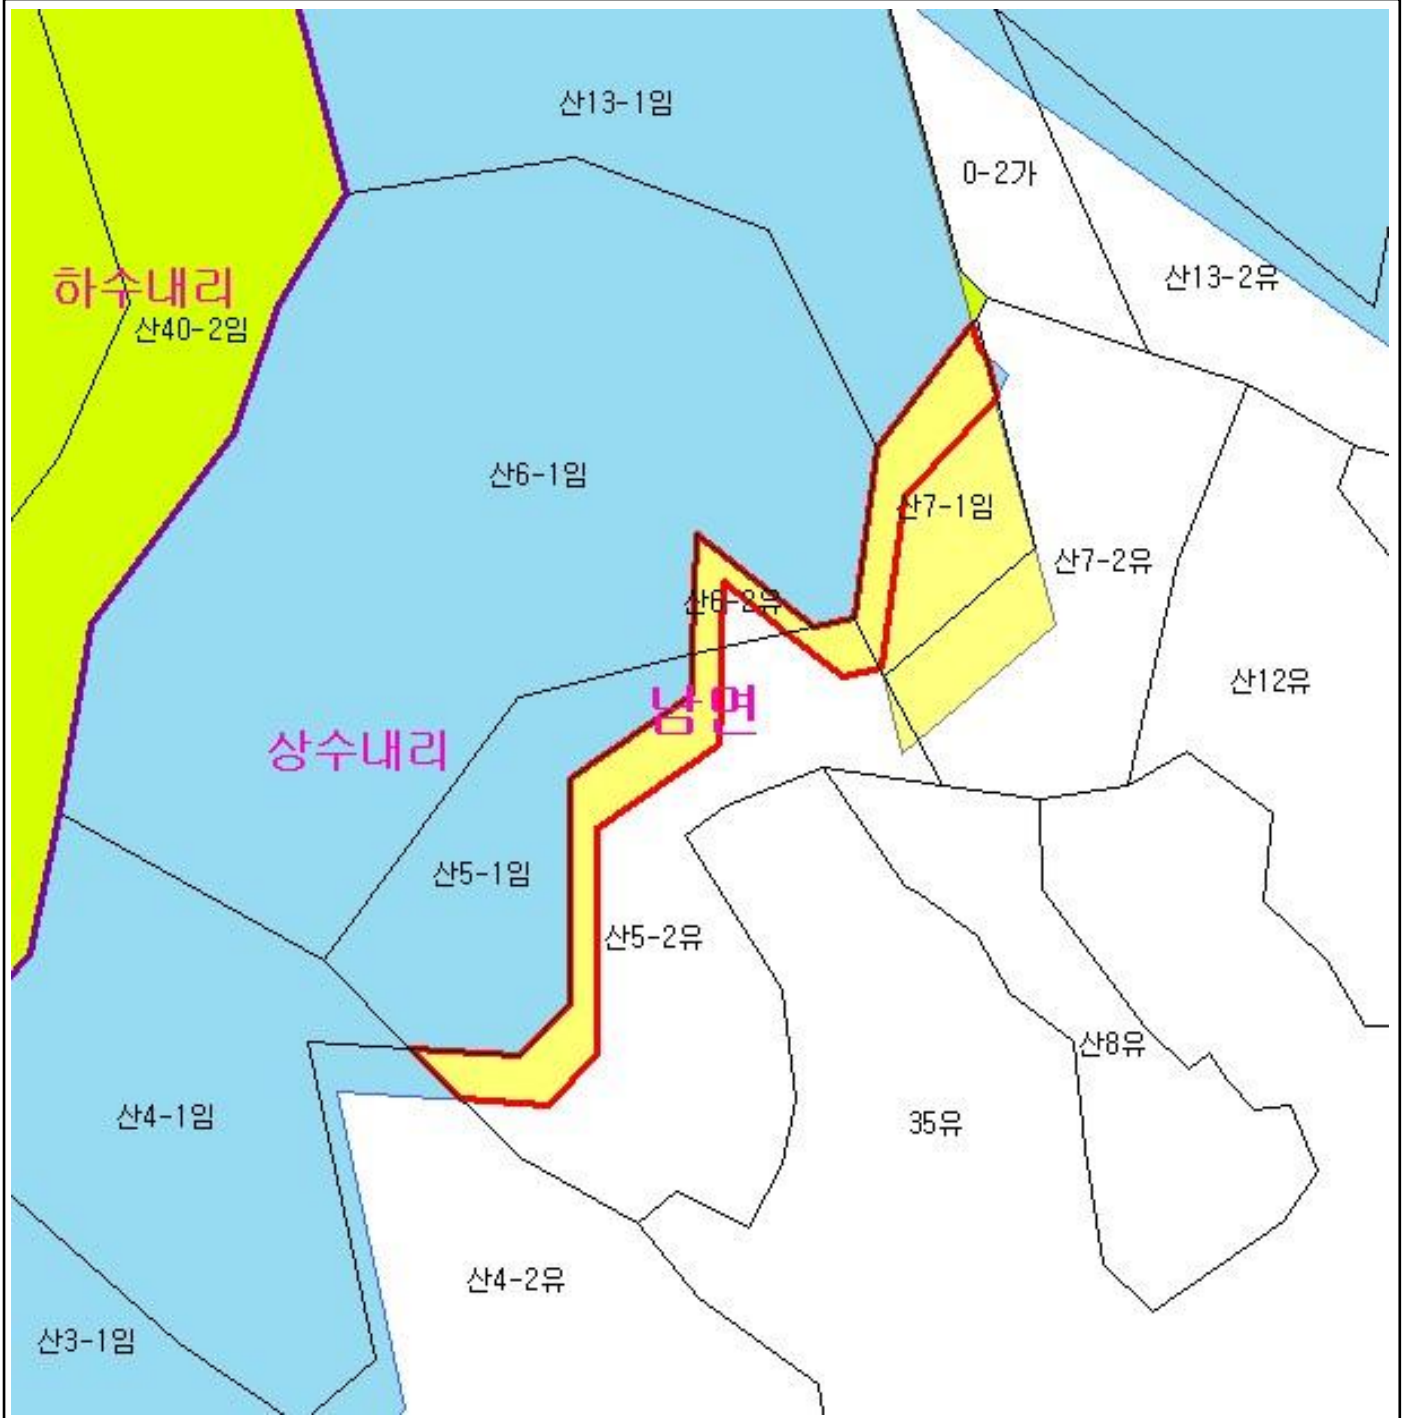 산13-1임
0-2가
산13-2유
하수내리
산40-2임
산6-1임
산7-1임
산7-2유
산6-2유
산12유
남면
상수내리
산5-1임
산5-2유
산8유
산4-1임
35유
산4-2유
산3-1임